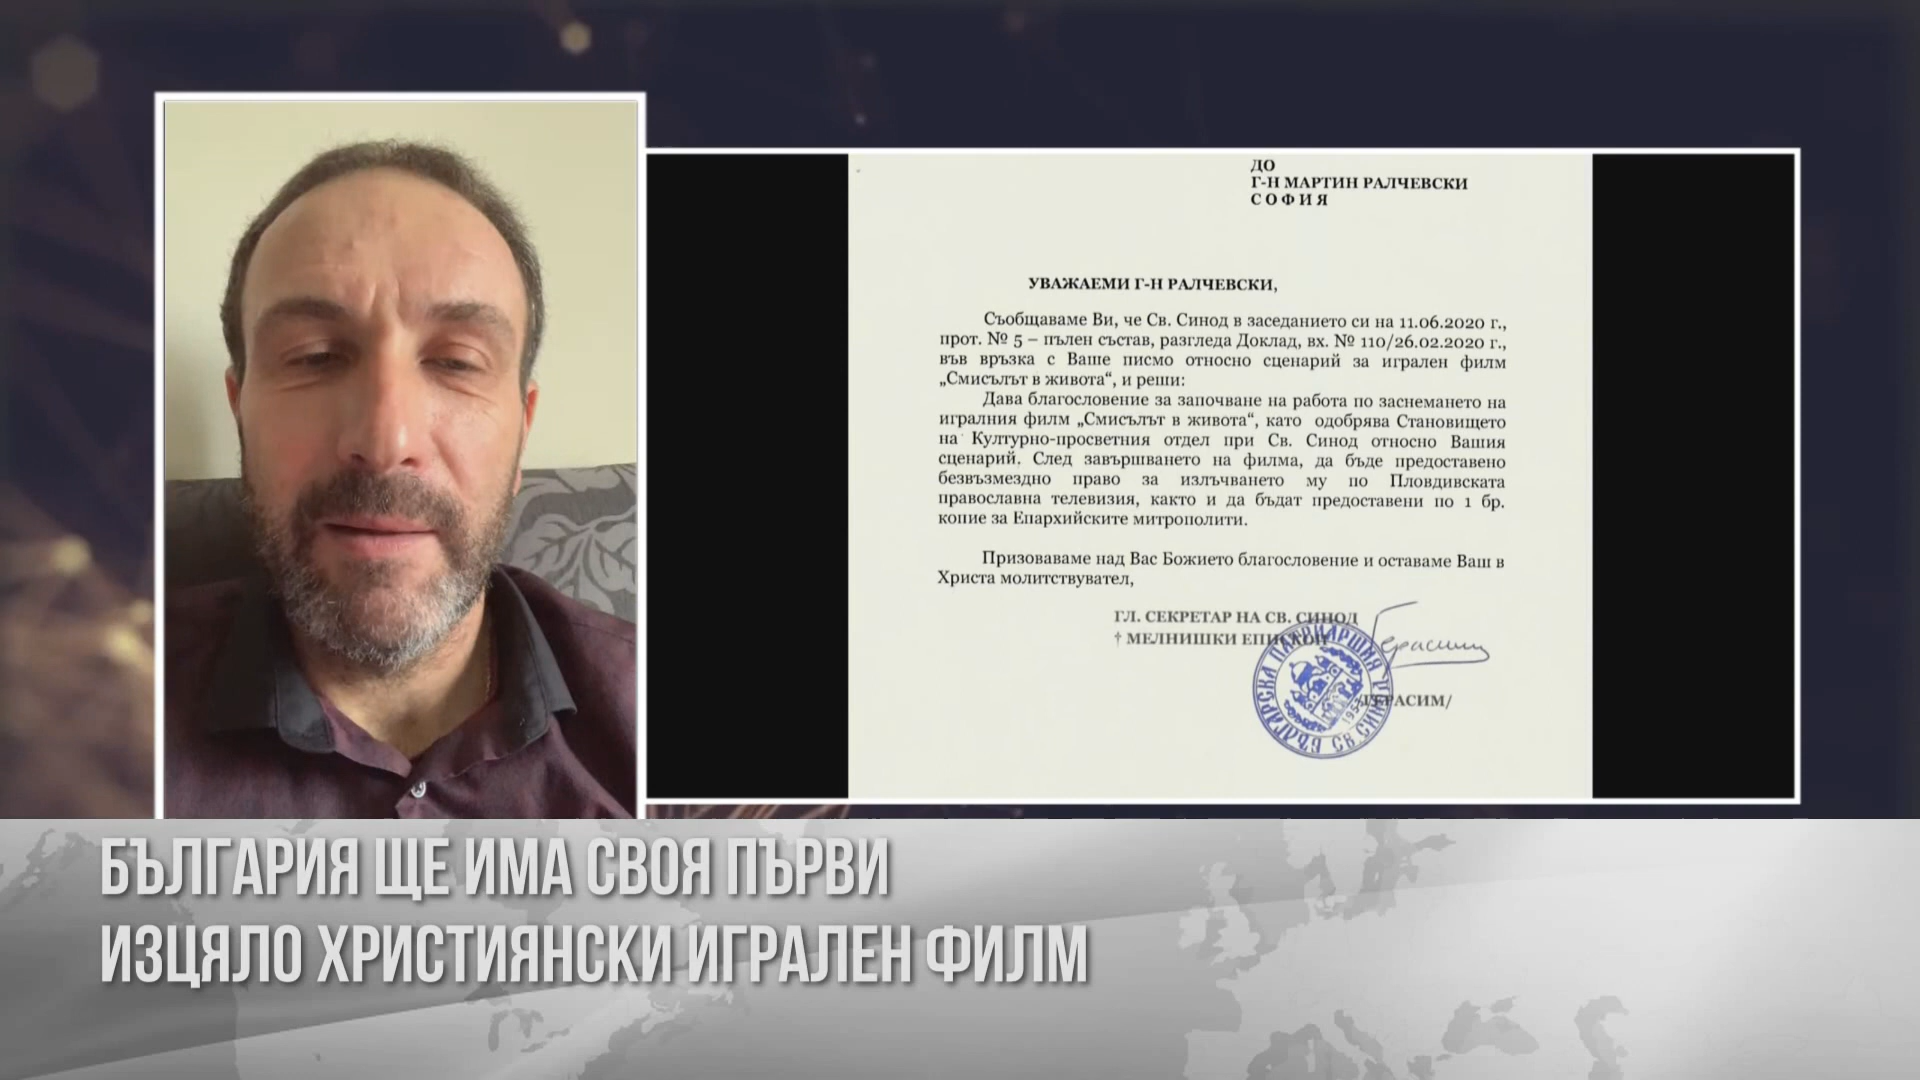 ДО
Г-Н МАРТИН РАЛЧЕВСКИ
СОФИЯ
УВАЖАЕМИ Г-Н РАЛЧЕВСКИ,
Съобщаваме Ви, че Св. Синод в заседанието си на 11.06.2020 г.,
прот. № 5 – пълен състав, разгледа Доклад, вх. № 110/26.02.2020 г.,
във връзка с Ваше писмо относно сценарий за игрален филм
„Смисълът в живота“, и реши:
Дава благословение за започване на работа по заснемането на
игралния филм „Смисълът в живота“, като одобрява Становището
на Културно-просветния отдел при Св. Синод относно Вашия
сценарий. След завършването на филма, да бъде предоставено
безвъзмездно право за излъчването му по Пловдивската
православна телевизия, както и да бъдат предоставени по 1 бр.
копие за Епархийските митрополити.
Призоваваме над Вас Божието благословение и оставаме Ваш в
Христа молитствувател,
ГЛ. СЕКРЕТАР НА СВ. СИНОД
† МЕЛНИШКИ ЕПИСКОП
Герасим
БЪЛГАРСКА ПАТРИАРШИЯ
СВ. СИНОД
/ГЕРАСИМ/
БЪЛГАРИЯ ЩЕ ИМА СВОЯ ПЪРВИ
ИЗЦЯЛО ХРИСТИЯНСКИ ИГРАЛЕН ФИЛМ